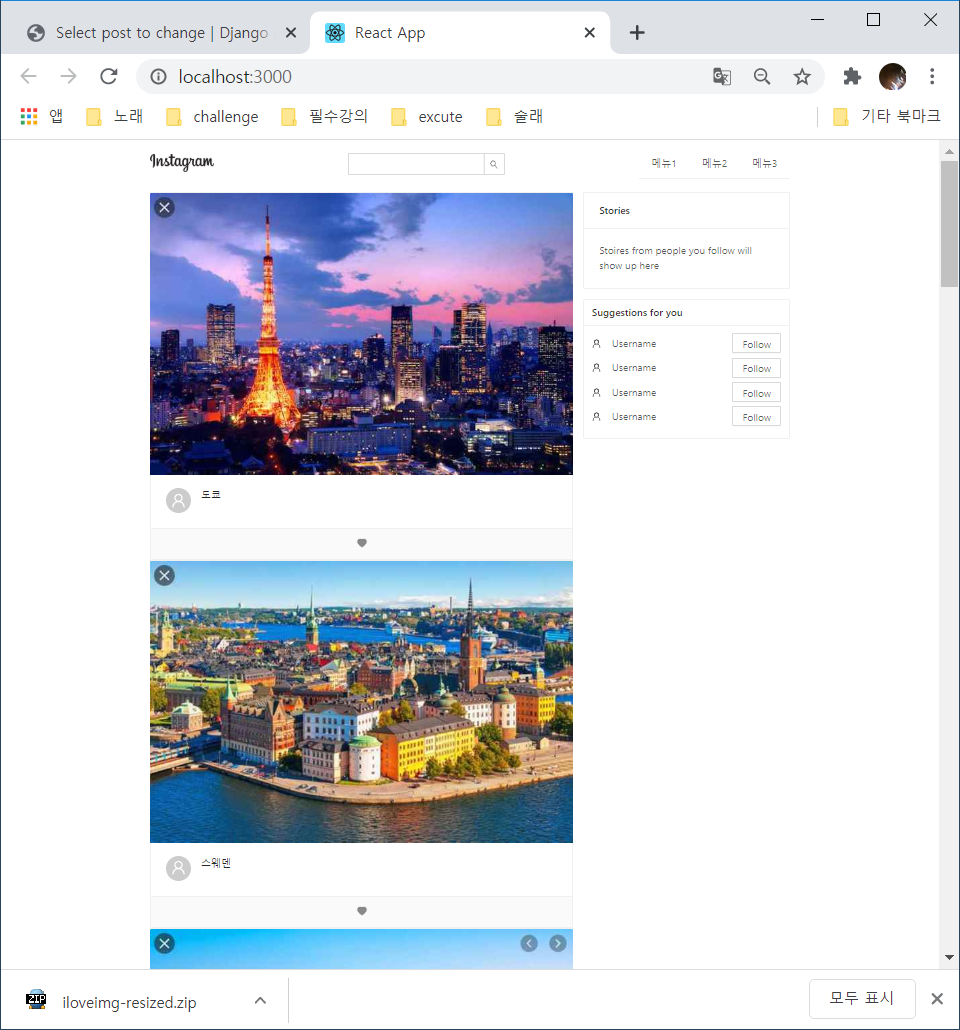 Select post to change | Django
React App
localhost:3000
앱
노래
challenge
필수강의
excute
술래
기타 북마크
Instagram
메뉴1
메뉴2
메뉴3
Stories
Stoires from people you follow will
show up here
Suggestions for you
Username
Follow
Username
Follow
Username
Follow
Username
Follow
도쿄
스웨덴
ZIP
iloveimg-resized.zip
모두 표시